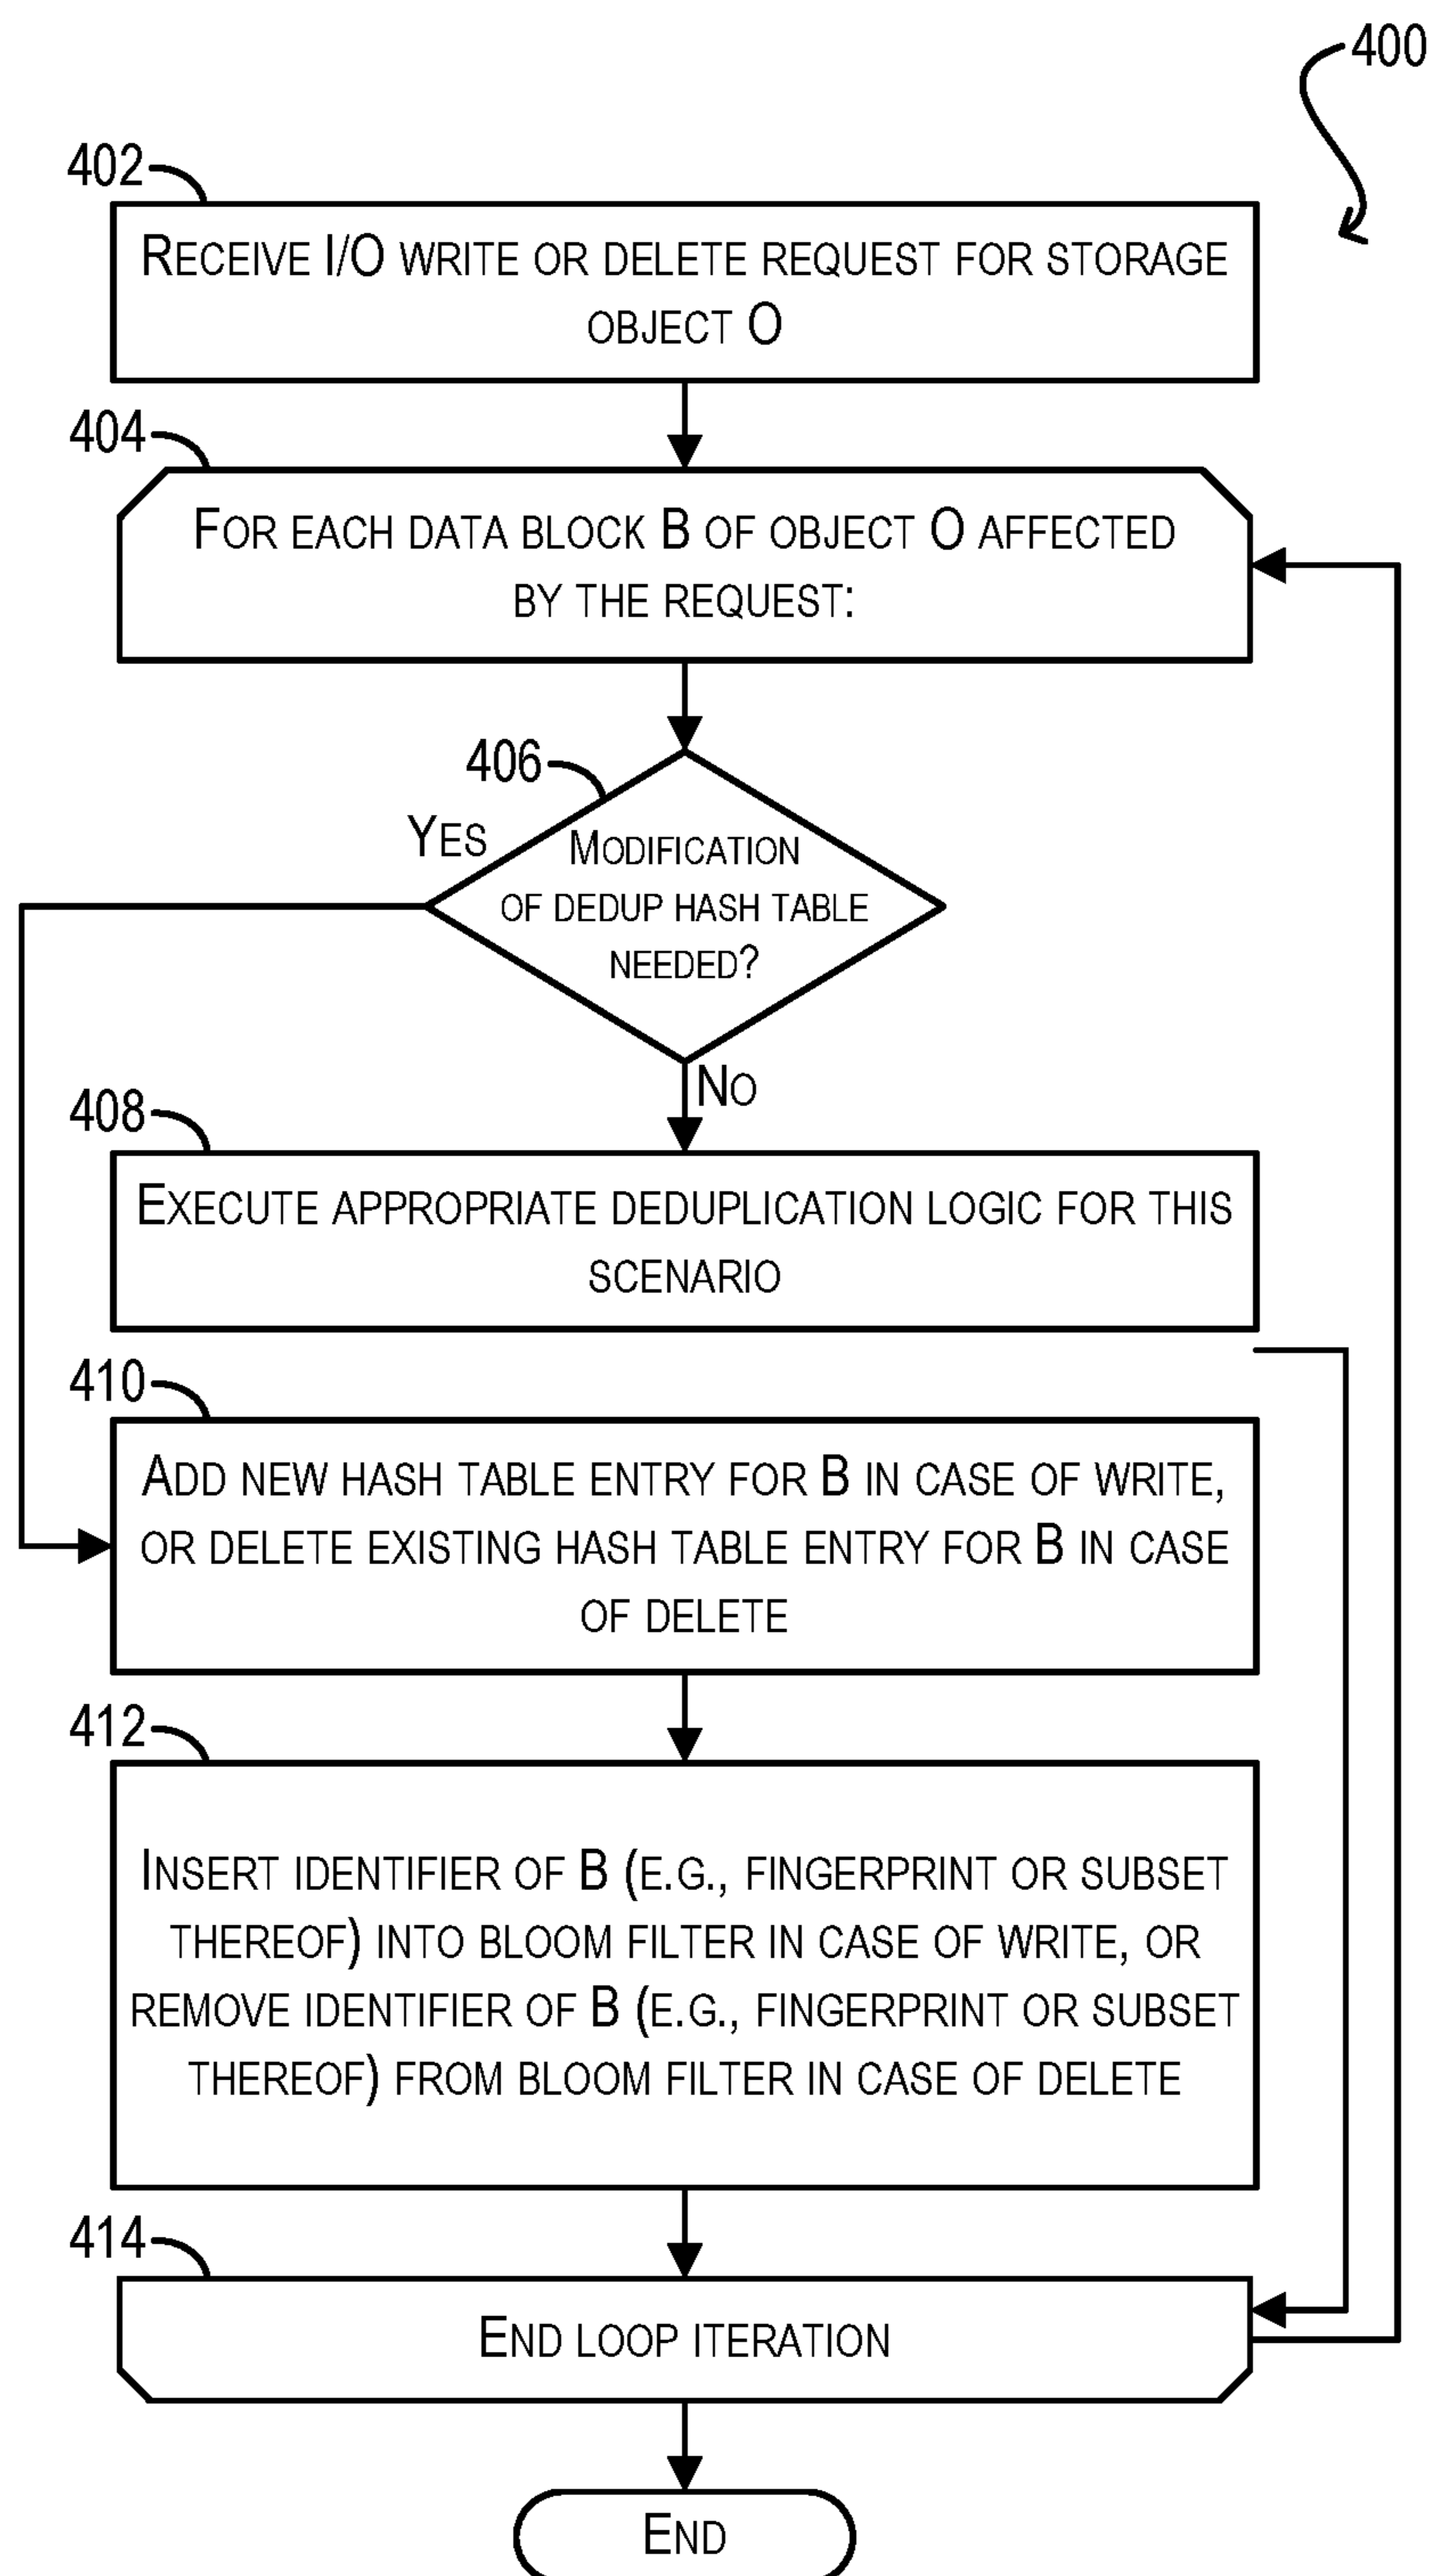 400
402
Receive I/O write or delete request for storage
object O
404
For each data block B of object O affected
by the request:
406
Yes
Modification
of dedup hash table
needed?
No
408
Execute appropriate deduplication logic for this
scenario
410
Add new hash table entry for B in case of write,
or delete existing hash table entry for B in case
of delete
412
Insert identifier of B (e.g., fingerprint or subset
thereof) into bloom filter in case of write, or
remove identifier of B (e.g., fingerprint or subset
thereof) from bloom filter in case of delete
414
End loop iteration
End